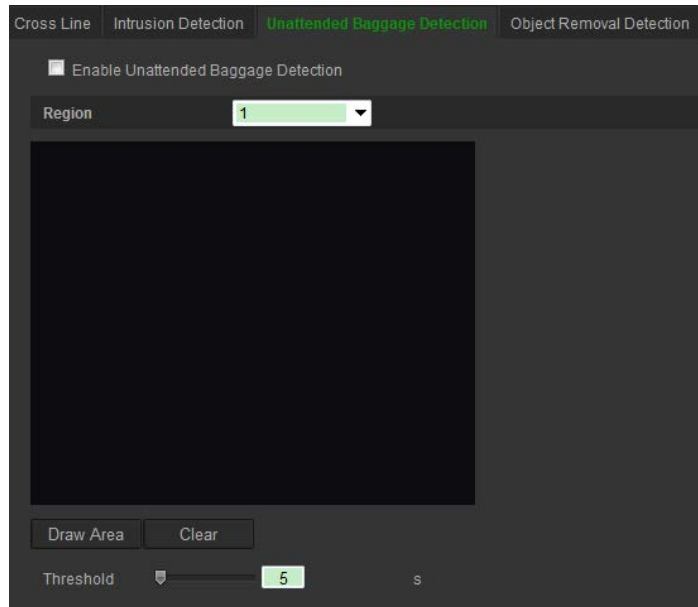 Cross Line Intrusion Detection Unattended Baggage Detection Object Removal Detection
Enable Unattended Baggage Detection
Region 1
Draw Area Clear
Threshold 5 s